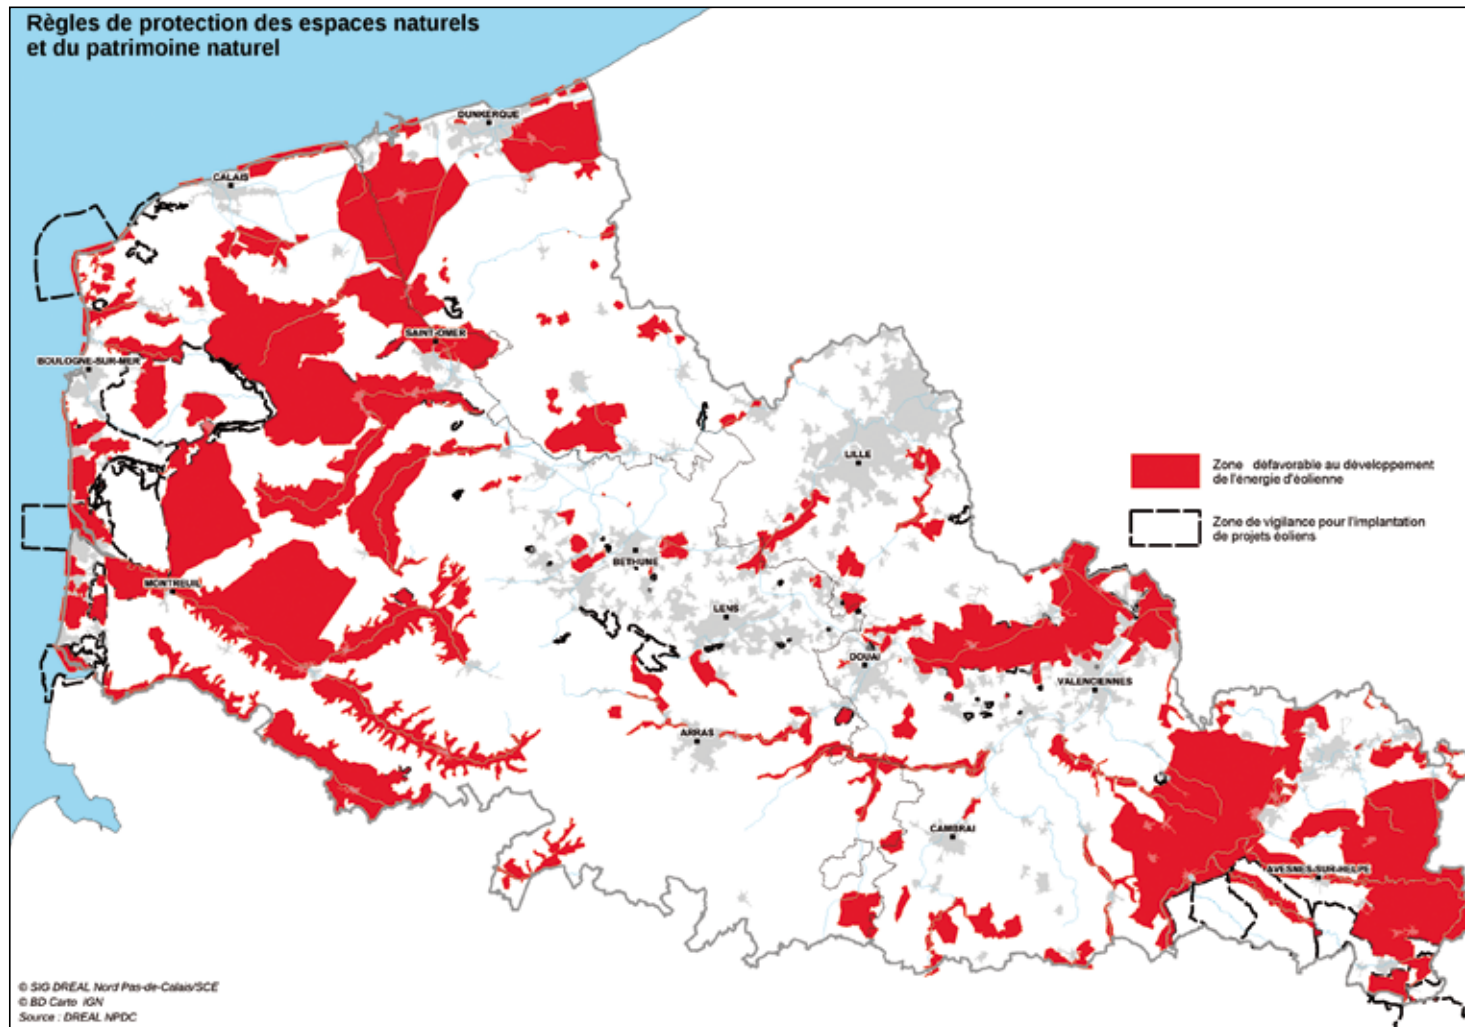 Règles de protection des espaces naturels
et du patrimoine naturel
DUNKERQUE
CALAIS
SAINT-OMER
BOULOGNE-SUR-MER
LILLE
Zone défavorable au développement
de l'énergie d'éolienne
Zone de vigilance pour l'implantation
de projets éoliens
BETHUNE
MONTREUIL
LENS
DOUAI
VALENCIENNES
ARRAS
CAMBRAI
AVESNES-SUR-HELPE
© SIG DREAL Nord Pas-de-Calais/SCE
© BD Carto IGN
Source : DREAL NPDC